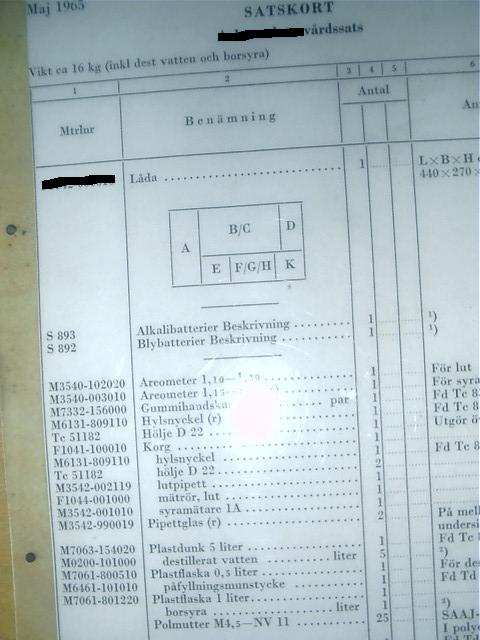 Maj 1965
SATSKORT
vårdssats
Vikt ca 16 kg (inkl dest vatten och borsyra)
1 2 3 4 5 6
Mtrlnr Benämning Antal
Låda 1 L×B×H
440×270×
A B/C D
E F/G/H K
S 893 Alkalibatterier Beskrivning 1 ¹)
S 892 Blybatterier Beskrivning 1 ¹)
M3540-102020 Areometer 1,10— 1 För lut
M3540-003010 Areometer 1 För syra
M7332-156000 par 1 Fd Tc
M6131-809110 Hylsnyckel (r) 1 Fd Tc
Tc 51182 Hölje D 22 1 Utgör
F1041-100010 Korg 1
M6131-809110 hylsnyckel 1 Fd Tc
Tc 51182 hölje D 22 2
M3542-002119 lutpipett 1
F1044-001000 mätrör, lut 1
M3542-001010 syramätare 1A 1
M3542-990019 Pipettglas (r) 2 På
undersi
M7063-154020 Plastdunk 5 liter 1 Fd Tc
M0200-101000 destillerat vatten liter 5 ²)
M7061-800510 Plastflaska 0,5 liter 1 För
M6461-101010 påfyllningsmunstycke 1 Fd Td
M7061-801220 Plastflaska 1 liter 1
borsyra liter 1 ²)
Polmutter M4,5—NV 11 25 SAAJ-
I